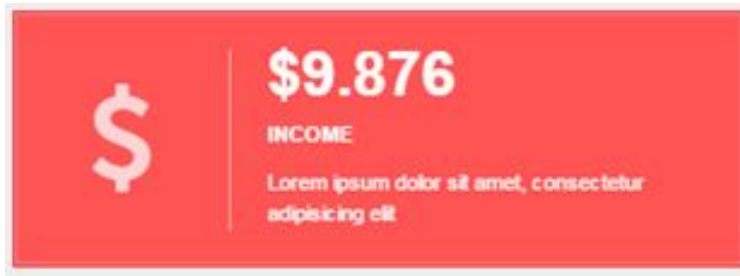 $
$9.876
INCOME
Lorem ipsum dolor sit amet, consectetur
adipisicing elit